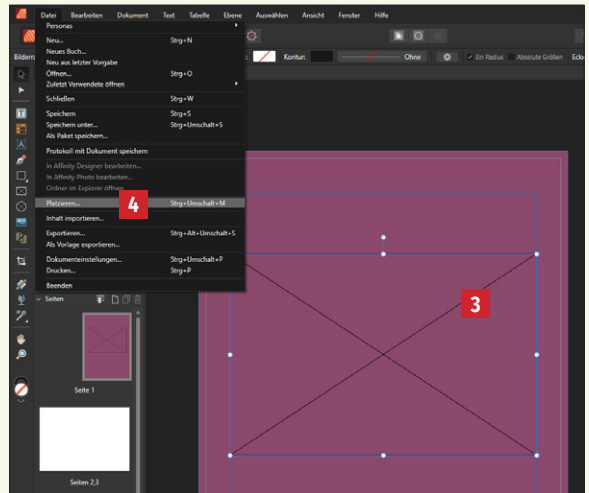 Datei Bearbeiten Dokument Text Tabelle Ebene Auswählen Ansicht Fenster Hilfe
Personas
Neu... Strg+N
Neues Buch...
Neu aus letzter Vorgabe
Öffnen... Strg+O
Zuletzt Verwendete öffnen
Schließen Strg+W
Speichern Strg+S
Speichern unter... Strg+Umschalt+S
Als Paket speichern...
Protokoll mit Dokument speichern
In Affinity Designer bearbeiten...
In Affinity Photo bearbeiten...
Ordner im Explorer öffnen
Platzieren... 4 Strg+Umschalt+M
Inhalt importieren...
Exportieren... Strg+Alt+Umschalt+S
Als Vorlage exportieren...
Dokumenteinstellungen... Strg+Umschalt+P
Drucken... Strg+P
Beenden
Bilderra
Kontur: Ohne Ein Radius Absolute Größen Ecke
3
Seiten
Seite 1
Seiten 2,3